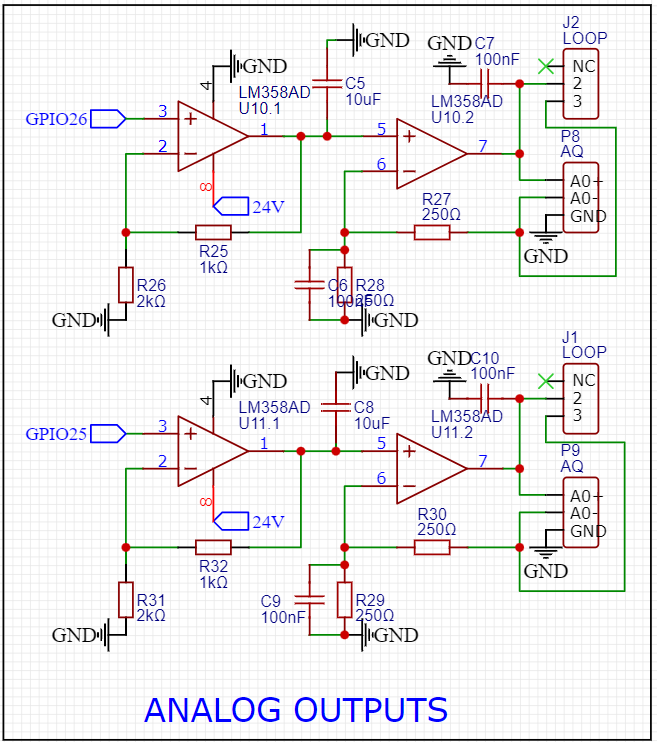 J2
LOOP
GND
GND C7
100nF
GND
4
NC
2
3
C5
10uF
LM358AD
U10.1
LM358AD
U10.2
GPIO26
3
1
5
7
P8
AQ
2
6
A0+
A0-
GND
8
24V
R27
250Ω
R25
1kΩ
GND
R26
2kΩ
C6
100nF
R28
250Ω
GND
GND
J1
LOOP
GND
GND C10
100nF
GND
4
NC
2
3
C8
10uF
LM358AD
U11.1
LM358AD
U11.2
GPIO25
3
1
5
7
P9
AQ
2
6
A0+
A0-
GND
8
24V
R30
250Ω
R32
1kΩ
GND
R31
2kΩ
C9
100nF
R29
250Ω
GND
GND
ANALOG OUTPUTS